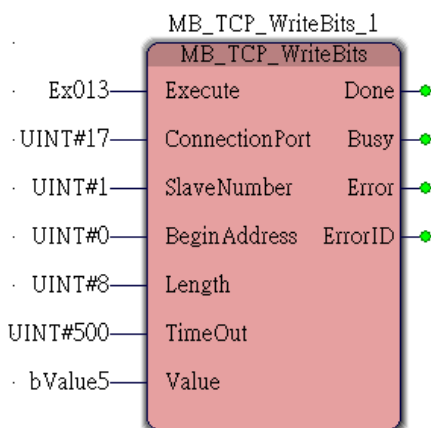 MB_TCP_WriteBits_1
MB_TCP_WriteBits
Ex013 Execute Done
UINT#17 ConnectionPort Busy
UINT#1 SlaveNumber Error
UINT#0 BeginAddress ErrorID
UINT#8 Length
UINT#500 TimeOut
bValue5 Value